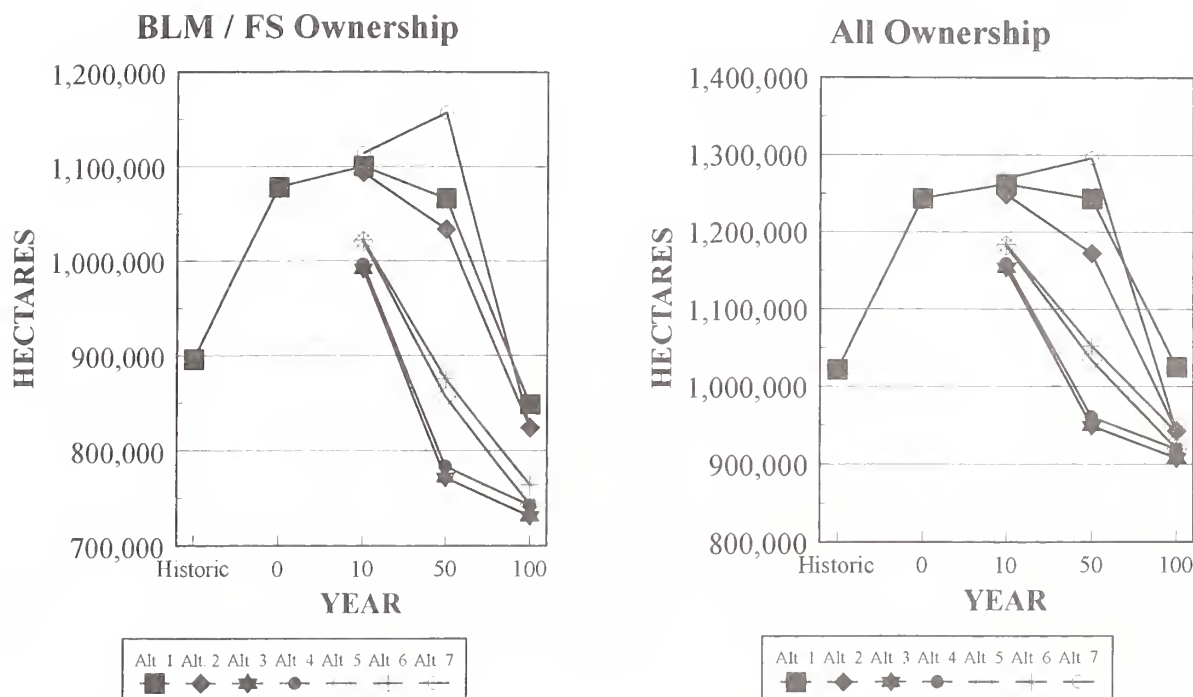 BLM / FS Ownership
1,200,000
1,100,000
1,000,000
900,000
800,000
700,000
HECTARES
Historic 0 10 50 100
YEAR
Alt 1 Alt. 2 Alt 3 Alt 4 Alt 5 Alt 6 Alt 7
All Ownership
1,400,000
1,300,000
1,200,000
1,100,000
1,000,000
900,000
800,000
HECTARES
Historic 0 10 50 100
YEAR
Alt 1 Alt 2 Alt 3 Alt 4 Alt 5 Alt 6 Alt 7